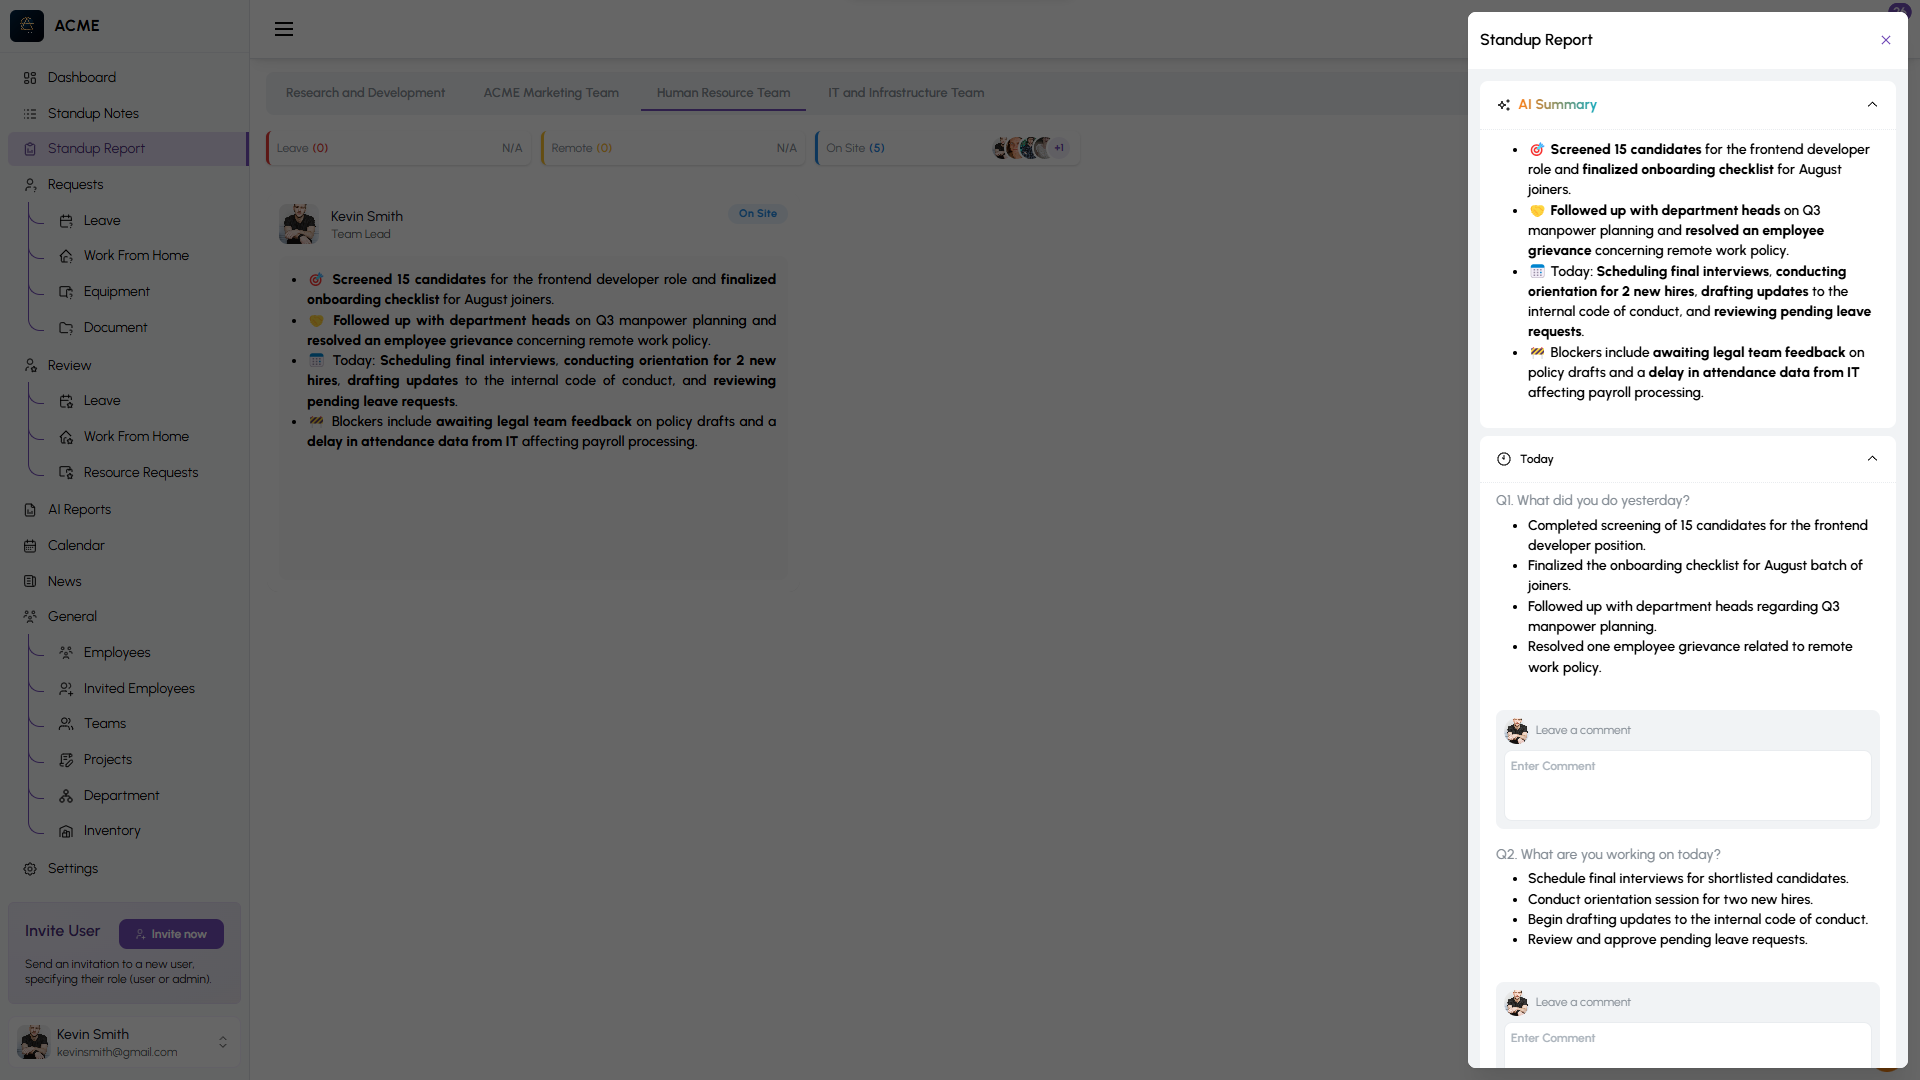 ACME
Dashboard
Standup Notes
Standup Report
Requests
Leave
Work From Home
Equipment
Document
Review
Leave
Work From Home
Resource Requests
AI Reports
Calendar
News
General
Employees
Invited Employees
Teams
Projects
Department
Inventory
Settings
Invite User
Invite now
Send an invitation to a new user,
specifying their role (user or admin).
Kevin Smith
kevinsmith@gmail.com
Research and Development
ACME Marketing Team
Human Resource Team
IT and Infrastructure Team
Leave (0) N/A
Remote (0) N/A
On Site (5) +1
Kevin Smith
Team Lead
On Site
• 🎯 Screened 15 candidates for the frontend developer role and finalized
onboarding checklist for August joiners.
• 🤝 Followed up with department heads on Q3 manpower planning and
resolved an employee grievance concerning remote work policy.
• 📅 Today: Scheduling final interviews, conducting orientation for 2 new
hires, drafting updates to the internal code of conduct, and reviewing
pending leave requests.
• 🚧 Blockers include awaiting legal team feedback on policy drafts and a
delay in attendance data from IT affecting payroll processing.
Standup Report
AI Summary
• 🎯 Screened 15 candidates for the frontend developer
role and finalized onboarding checklist for August
joiners.
• 🤝 Followed up with department heads on Q3
manpower planning and resolved an employee
grievance concerning remote work policy.
• 📅 Today: Scheduling final interviews, conducting
orientation for 2 new hires, drafting updates to the
internal code of conduct, and reviewing pending leave
requests.
• 🚧 Blockers include awaiting legal team feedback on
policy drafts and a delay in attendance data from IT
affecting payroll processing.
Today
Q1. What did you do yesterday?
• Completed screening of 15 candidates for the frontend
developer position.
• Finalized the onboarding checklist for August batch of
joiners.
• Followed up with department heads regarding Q3
manpower planning.
• Resolved one employee grievance related to remote
work policy.
Leave a comment
Enter Comment
Q2. What are you working on today?
• Schedule final interviews for shortlisted candidates.
• Conduct orientation session for two new hires.
• Begin drafting updates to the internal code of conduct.
• Review and approve pending leave requests.
Leave a comment
Enter Comment